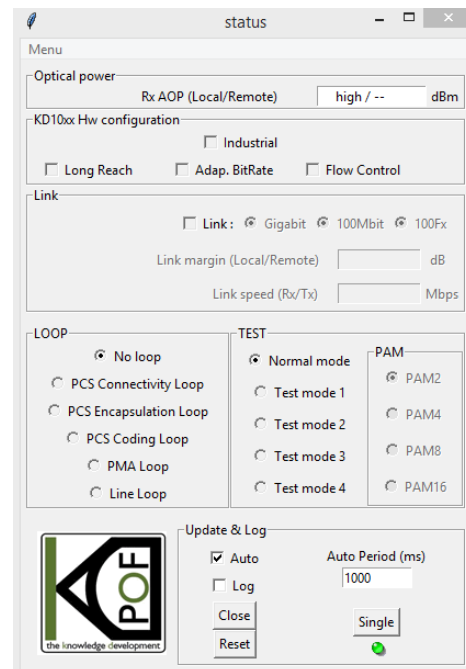 status
Menu
Optical power
Rx AOP (Local/Remote) high / -- dBm
KD10xx Hw configuration
Industrial
Long Reach Adap. BitRate Flow Control
Link
Link : Gigabit 100Mbit 100Fx
Link margin (Local/Remote) dB
Link speed (Rx/Tx) Mbps
LOOP
No loop
PCS Connectivity Loop
PCS Encapsulation Loop
PCS Coding Loop
PMA Loop
Line Loop
TEST
Normal mode
Test mode 1
Test mode 2
Test mode 3
Test mode 4
PAM
PAM2
PAM4
PAM8
PAM16
KDPOF
the knowledge development
Update & Log
Auto
Log
Close
Reset
Auto Period (ms)
1000
Single